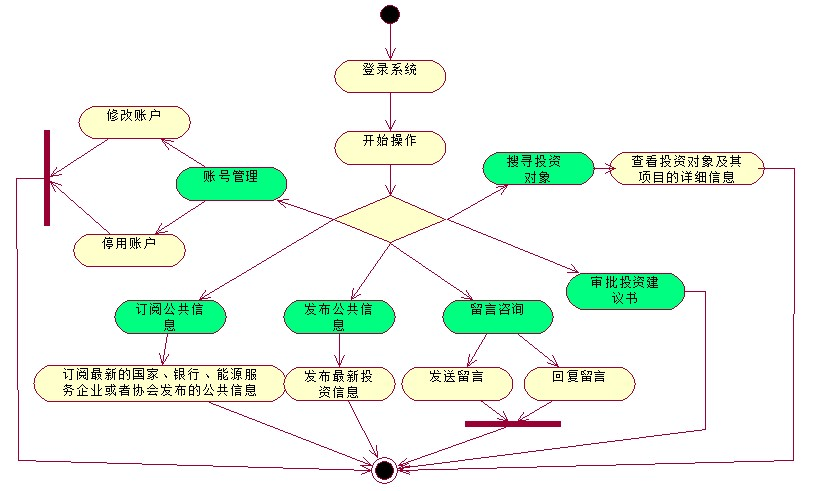 登录系统
开始操作
修改账户
账号管理
停用账户
搜寻投资
对象
查看投资对象及其
项目的详细信息
审批投资建
议书
订阅公共信
息
发布公共信
息
留言咨询
订阅最新的国家、银行、能源服
务企业或者协会发布的公共信息
发布最新投
资信息
发送留言
回复留言